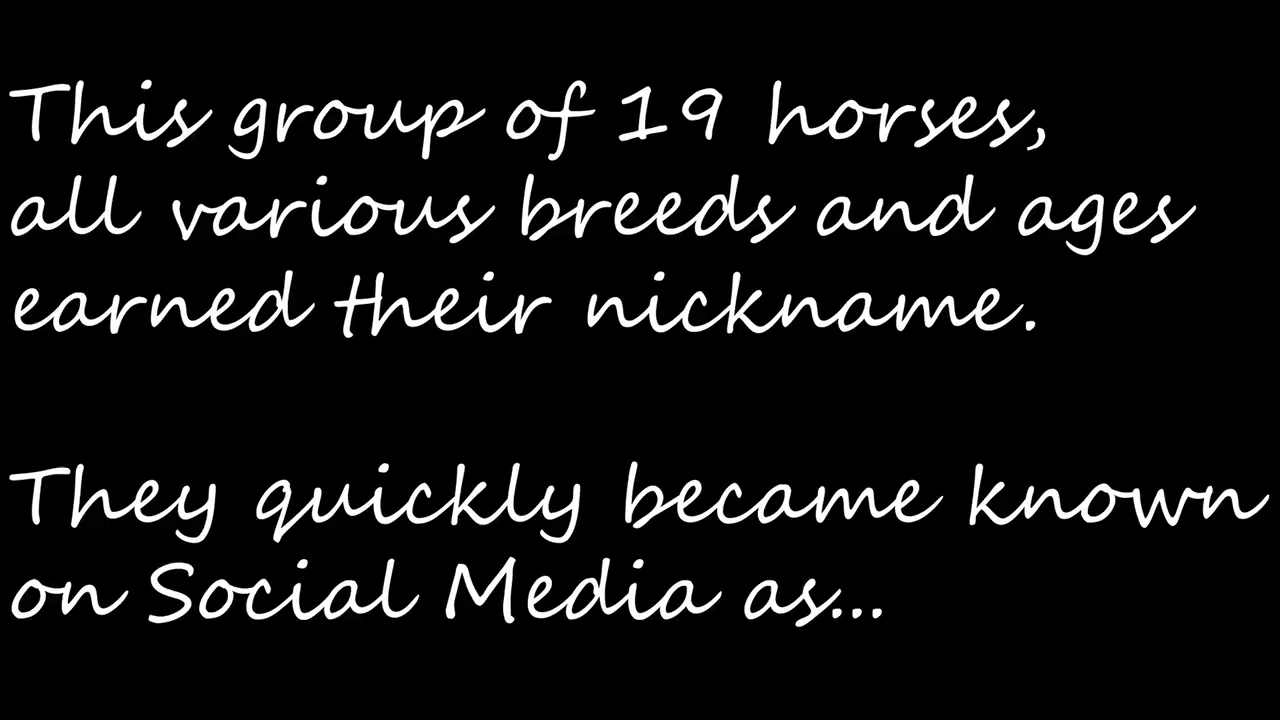 This group of 19 horses,
all various breeds and ages
earned their nickname.
They quickly became known
on Social Media as...